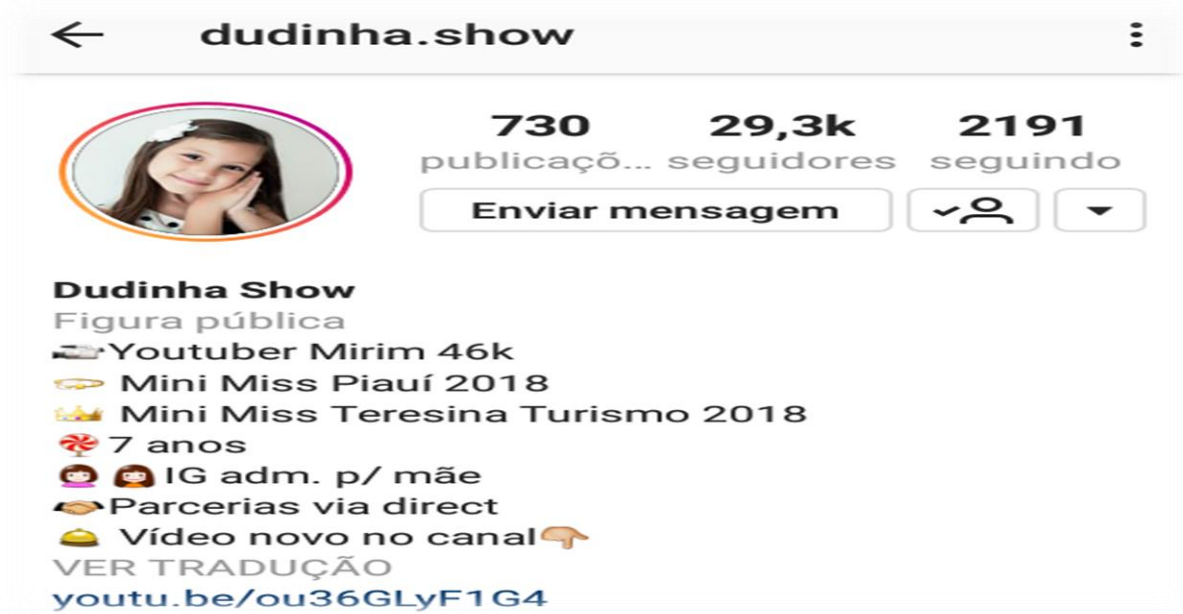 dudinha.show
730 29,3k 2191
publicaçõ... seguidores seguindo
Enviar mensagem
Dudinha Show
Figura pública
Youtuber Mirim 46k
Mini Miss Piauí 2018
Mini Miss Teresina Turismo 2018
7 anos
IG adm. p/ mãe
Parcerias via direct
Vídeo novo no canal
VER TRADUÇÃO
youtu.be/ou36GLyF1G4